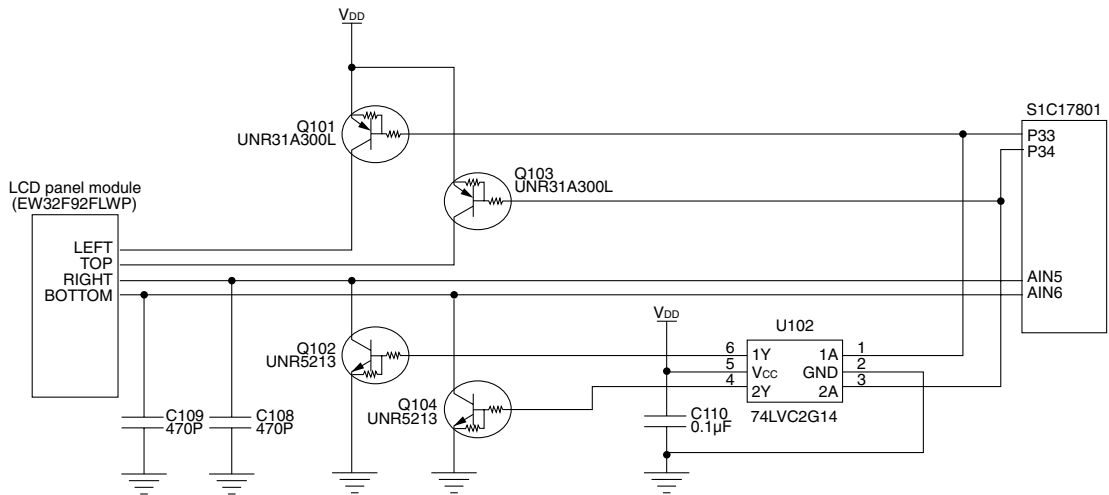 VDD
Q101
UNR31A300L
S1C17801
P33
P34
Q103
UNR31A300L
LCD panel module
(EW32F92FLWP)
LEFT
TOP
RIGHT
BOTTOM
AIN5
AIN6
VDD
U102
Q102
UNR5213
6 1Y 1A 1
5 VCC GND 2
4 2Y 2A 3
74LVC2G14
Q104
UNR5213
C109
470P
C108
470P
C110
0.1µF